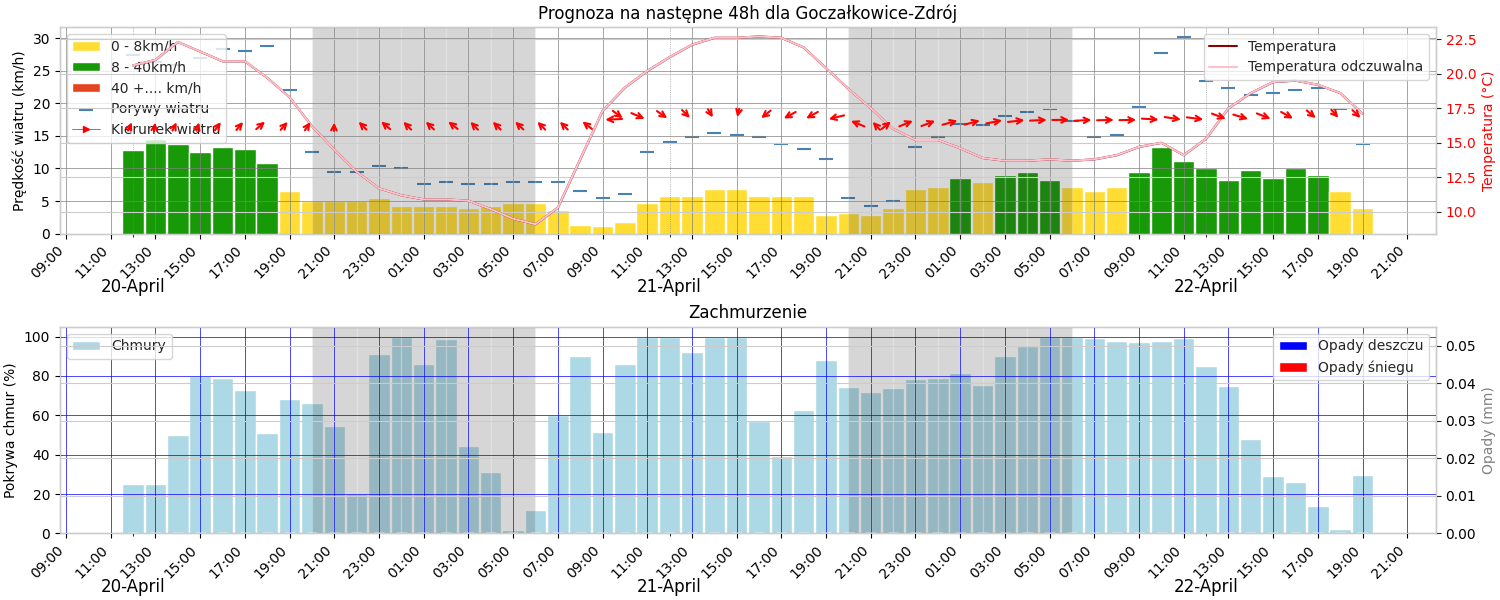 Prognoza na następne 48h dla Goczałkowice-Zdrój
Prędkość wiatru (km/h)
30
25
20
15
10
5
0
0 - 8km/h
8 - 40km/h
40 +.... km/h
Porywy wiatru
Kierunek wiatru
Temperatura
Temperatura odczuwalna
22.5
20.0
17.5
15.0
12.5
10.0
Temperatura (°C)
09:00 11:00 13:00 15:00 17:00 19:00 21:00 23:00 01:00 03:00 05:00 07:00 09:00 11:00 13:00 15:00 17:00 19:00 21:00 23:00 01:00 03:00 05:00 07:00 09:00 11:00 13:00 15:00 17:00 19:00 21:00
20-April 21-April 22-April
Zachmurzenie
Pokrywa chmur (%)
100
80
60
40
20
0
Chmury
Opady deszczu
Opady śniegu
0.05
0.04
0.03
0.02
0.01
0.00
Opady (mm)
09:00 11:00 13:00 15:00 17:00 19:00 21:00 23:00 01:00 03:00 05:00 07:00 09:00 11:00 13:00 15:00 17:00 19:00 21:00 23:00 01:00 03:00 05:00 07:00 09:00 11:00 13:00 15:00 17:00 19:00 21:00
20-April 21-April 22-April